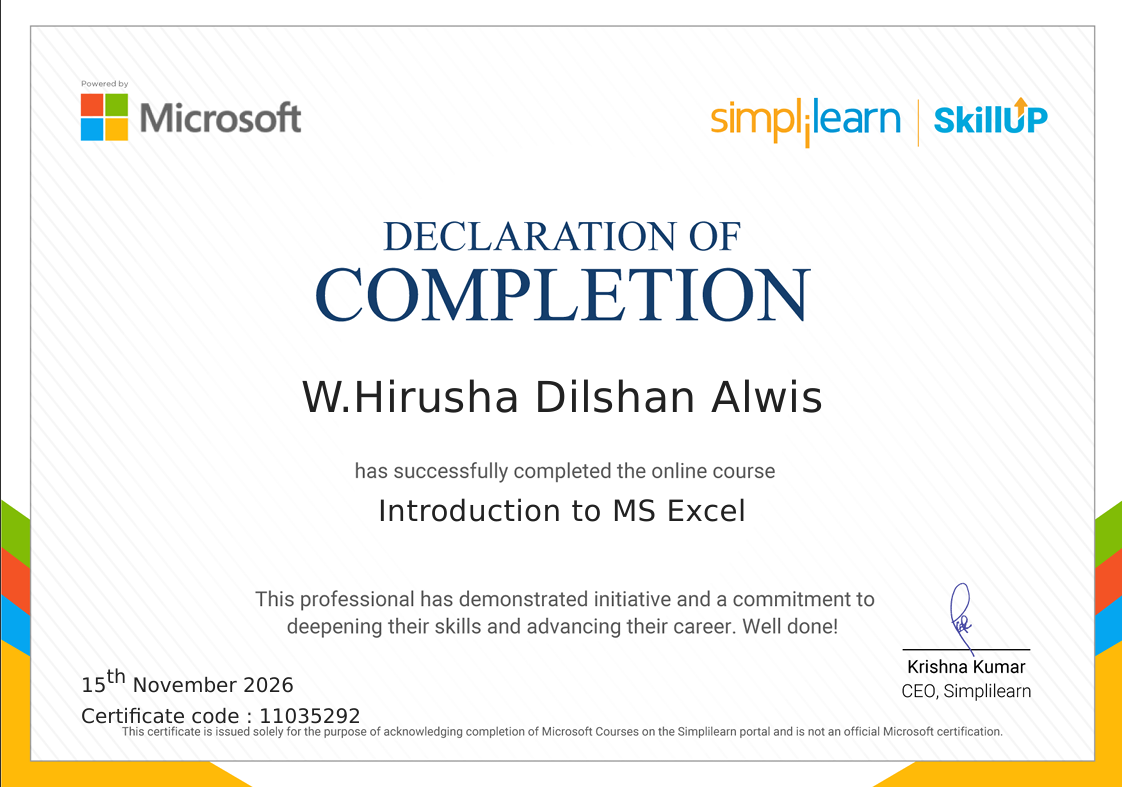 Powered by
Microsoft
simplilearn | SkillUP
DECLARATION OF
COMPLETION
W.Hirusha Dilshan Alwis
has successfully completed the online course
Introduction to MS Excel
This professional has demonstrated initiative and a commitment to
deepening their skills and advancing their career. Well done!
Krishna Kumar
CEO, Simplilearn
15th November 2026
Certificate code : 11035292
This certificate is issued solely for the purpose of acknowledging completion of Microsoft Courses on the Simplilearn portal and is not an official Microsoft certification.